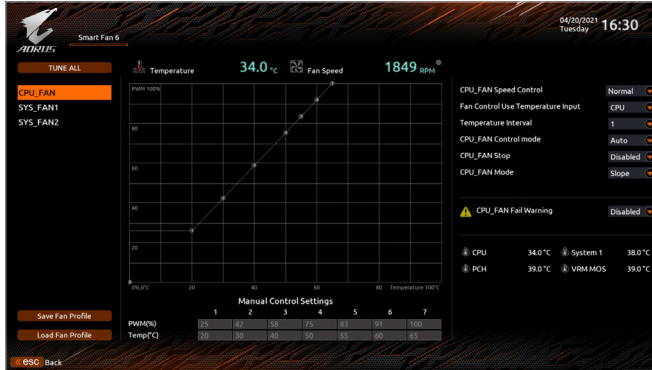 AORUS
Smart Fan 6
04/20/2021
Tuesday
16:30
TUNE ALL
Temperature 34.0 °C Fan Speed 1849 RPM
CPU_FAN
SYS_FAN1
SYS_FAN2
PWM 100%
80
60
40
20
0%,0°C 20 40 60 80 Temperature 100°C
CPU_FAN Speed Control Normal
Fan Control Use Temperature Input CPU
Temperature Interval 1
CPU_FAN Control mode Auto
CPU_FAN Stop Disabled
CPU_FAN Mode Slope
CPU_FAN Fail Warning Disabled
CPU 34.0°C System 1 38.0°C
PCH 39.0°C VRM MOS 39.0°C
Manual Control Settings
1 2 3 4 5 6 7
PWM(%) 25 42 58 75 83 91 100
Temp(°C) 20 30 40 50 55 60 65
Save Fan Profile
Load Fan Profile
esc Back